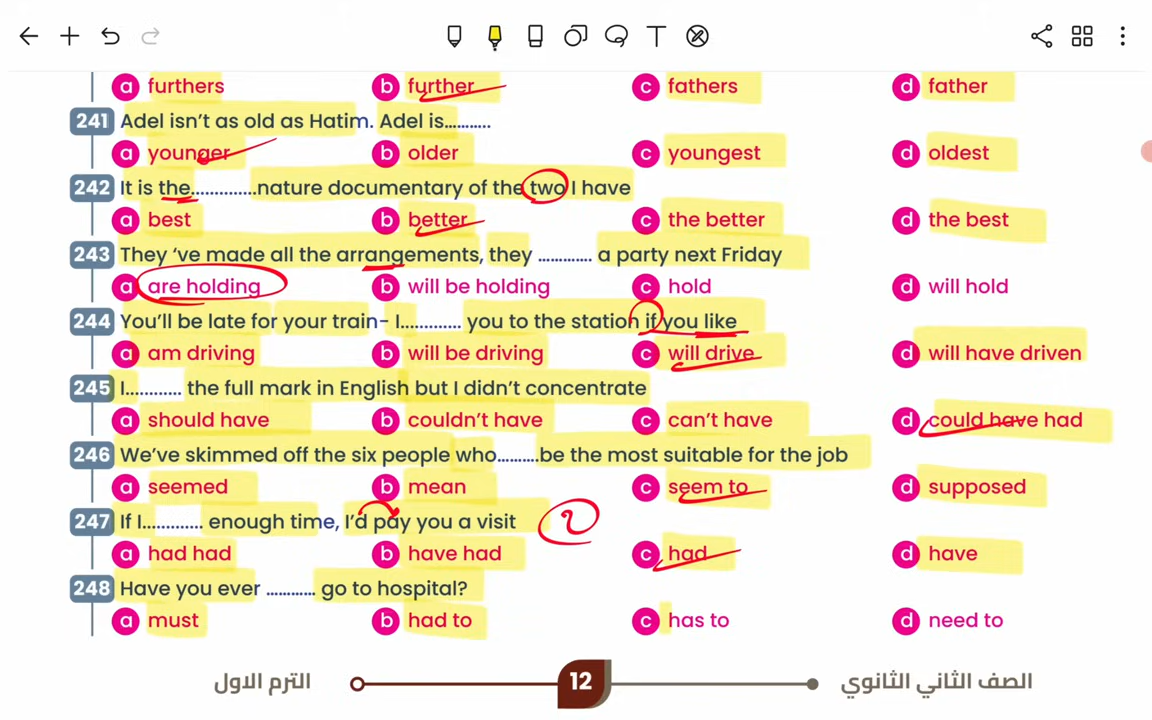 a furthers b further c fathers d father
241 Adel isn't as old as Hatim. Adel is...........
a younger b older c youngest d oldest
242 It is the..............nature documentary of the two I have
a best b better c the better d the best
243 They 've made all the arrangements, they ............. a party next Friday
a are holding b will be holding c hold d will hold
244 You'll be late for your train- I............. you to the station if you like
a am driving b will be driving c will drive d will have driven
245 I............ the full mark in English but I didn't concentrate
a should have b couldn't have c can't have d could have had
246 We've skimmed off the six people who..........be the most suitable for the job
a seemed b mean c seem to d supposed
247 If I............. enough time, I'd pay you a visit 2
a had had b have had c had d have
248 Have you ever ............ go to hospital?
a must b had to c has to d need to
الصف الثاني الثانوي 12 الترم الاول